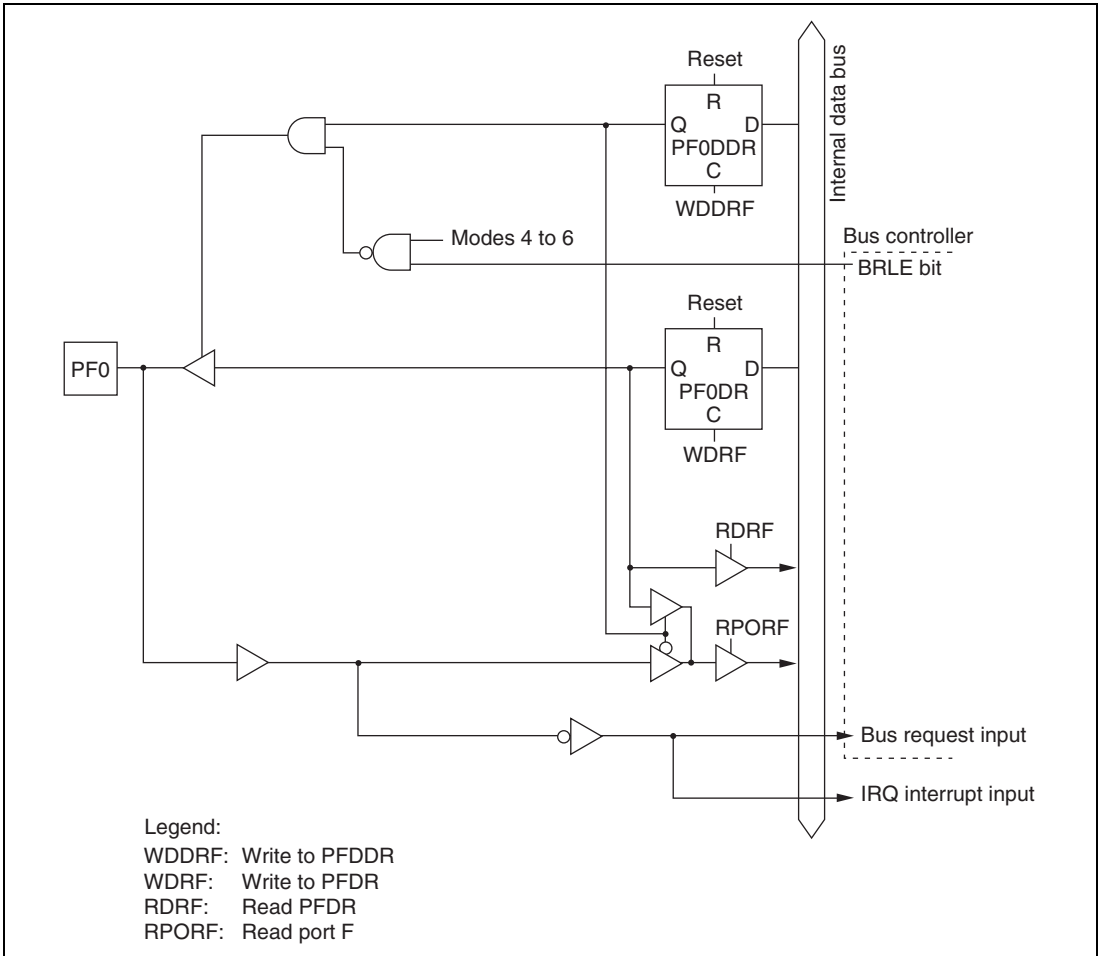 Reset
R
Q D
PF0DDR
C
WDDRF
Internal data bus
Modes 4 to 6
Bus controller
BRLE bit
Reset
R
PF0
Q D
PF0DR
C
WDRF
RDRF
RPORF
Bus request input
IRQ interrupt input
Legend:
WDDRF: Write to PFDDR
WDRF: Write to PFDR
RDRF: Read PFDR
RPORF: Read port F